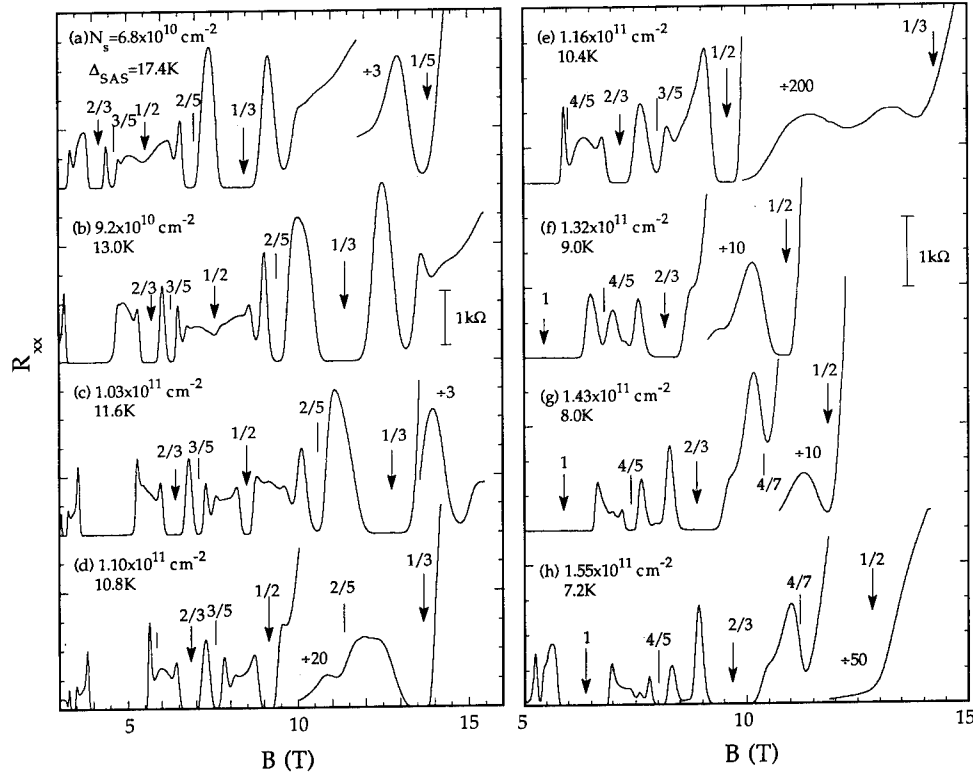 (a) N_s=6.8x10^10 cm^-2
Δ_SAS=17.4K
2/3
3/5
1/2
2/5
1/3
÷3
1/5
(b) 9.2x10^10 cm^-2
13.0K
2/3
3/5
1/2
2/5
1/3
1kΩ
(c) 1.03x10^11 cm^-2
11.6K
2/3
3/5
1/2
2/5
1/3
÷3
(d) 1.10x10^11 cm^-2
10.8K
2/3
3/5
1/2
÷20
2/5
1/3
R_xx
5
10
15
B (T)
(e) 1.16x10^11 cm^-2
10.4K
4/5
2/3
3/5
1/2
÷200
1/3
(f) 1.32x10^11 cm^-2
9.0K
1
4/5
2/3
÷10
1/2
1kΩ
(g) 1.43x10^11 cm^-2
8.0K
1
4/5
2/3
4/7
÷10
1/2
(h) 1.55x10^11 cm^-2
7.2K
1
4/5
2/3
4/7
1/2
÷50
5
10
15
B (T)